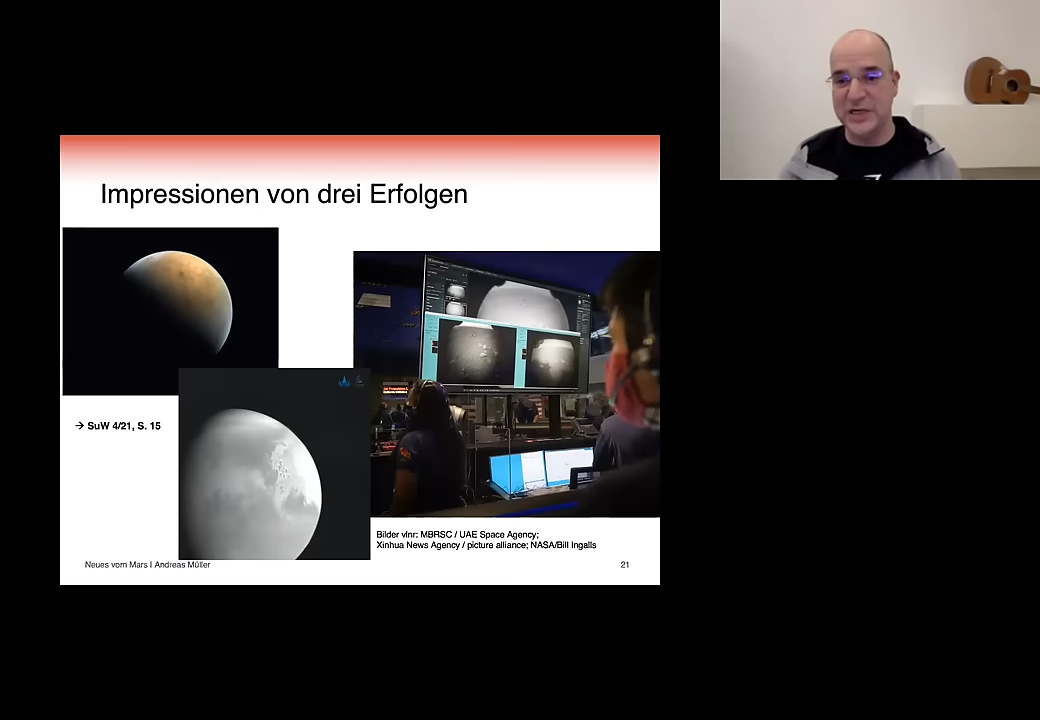 Impressionen von drei Erfolgen
→ SuW 4/21, S. 15
Bilder vlnr: MBRSC / UAE Space Agency;
Xinhua News Agency / picture alliance; NASA/Bill Ingalls
Neues vom Mars I Andreas Müller
21